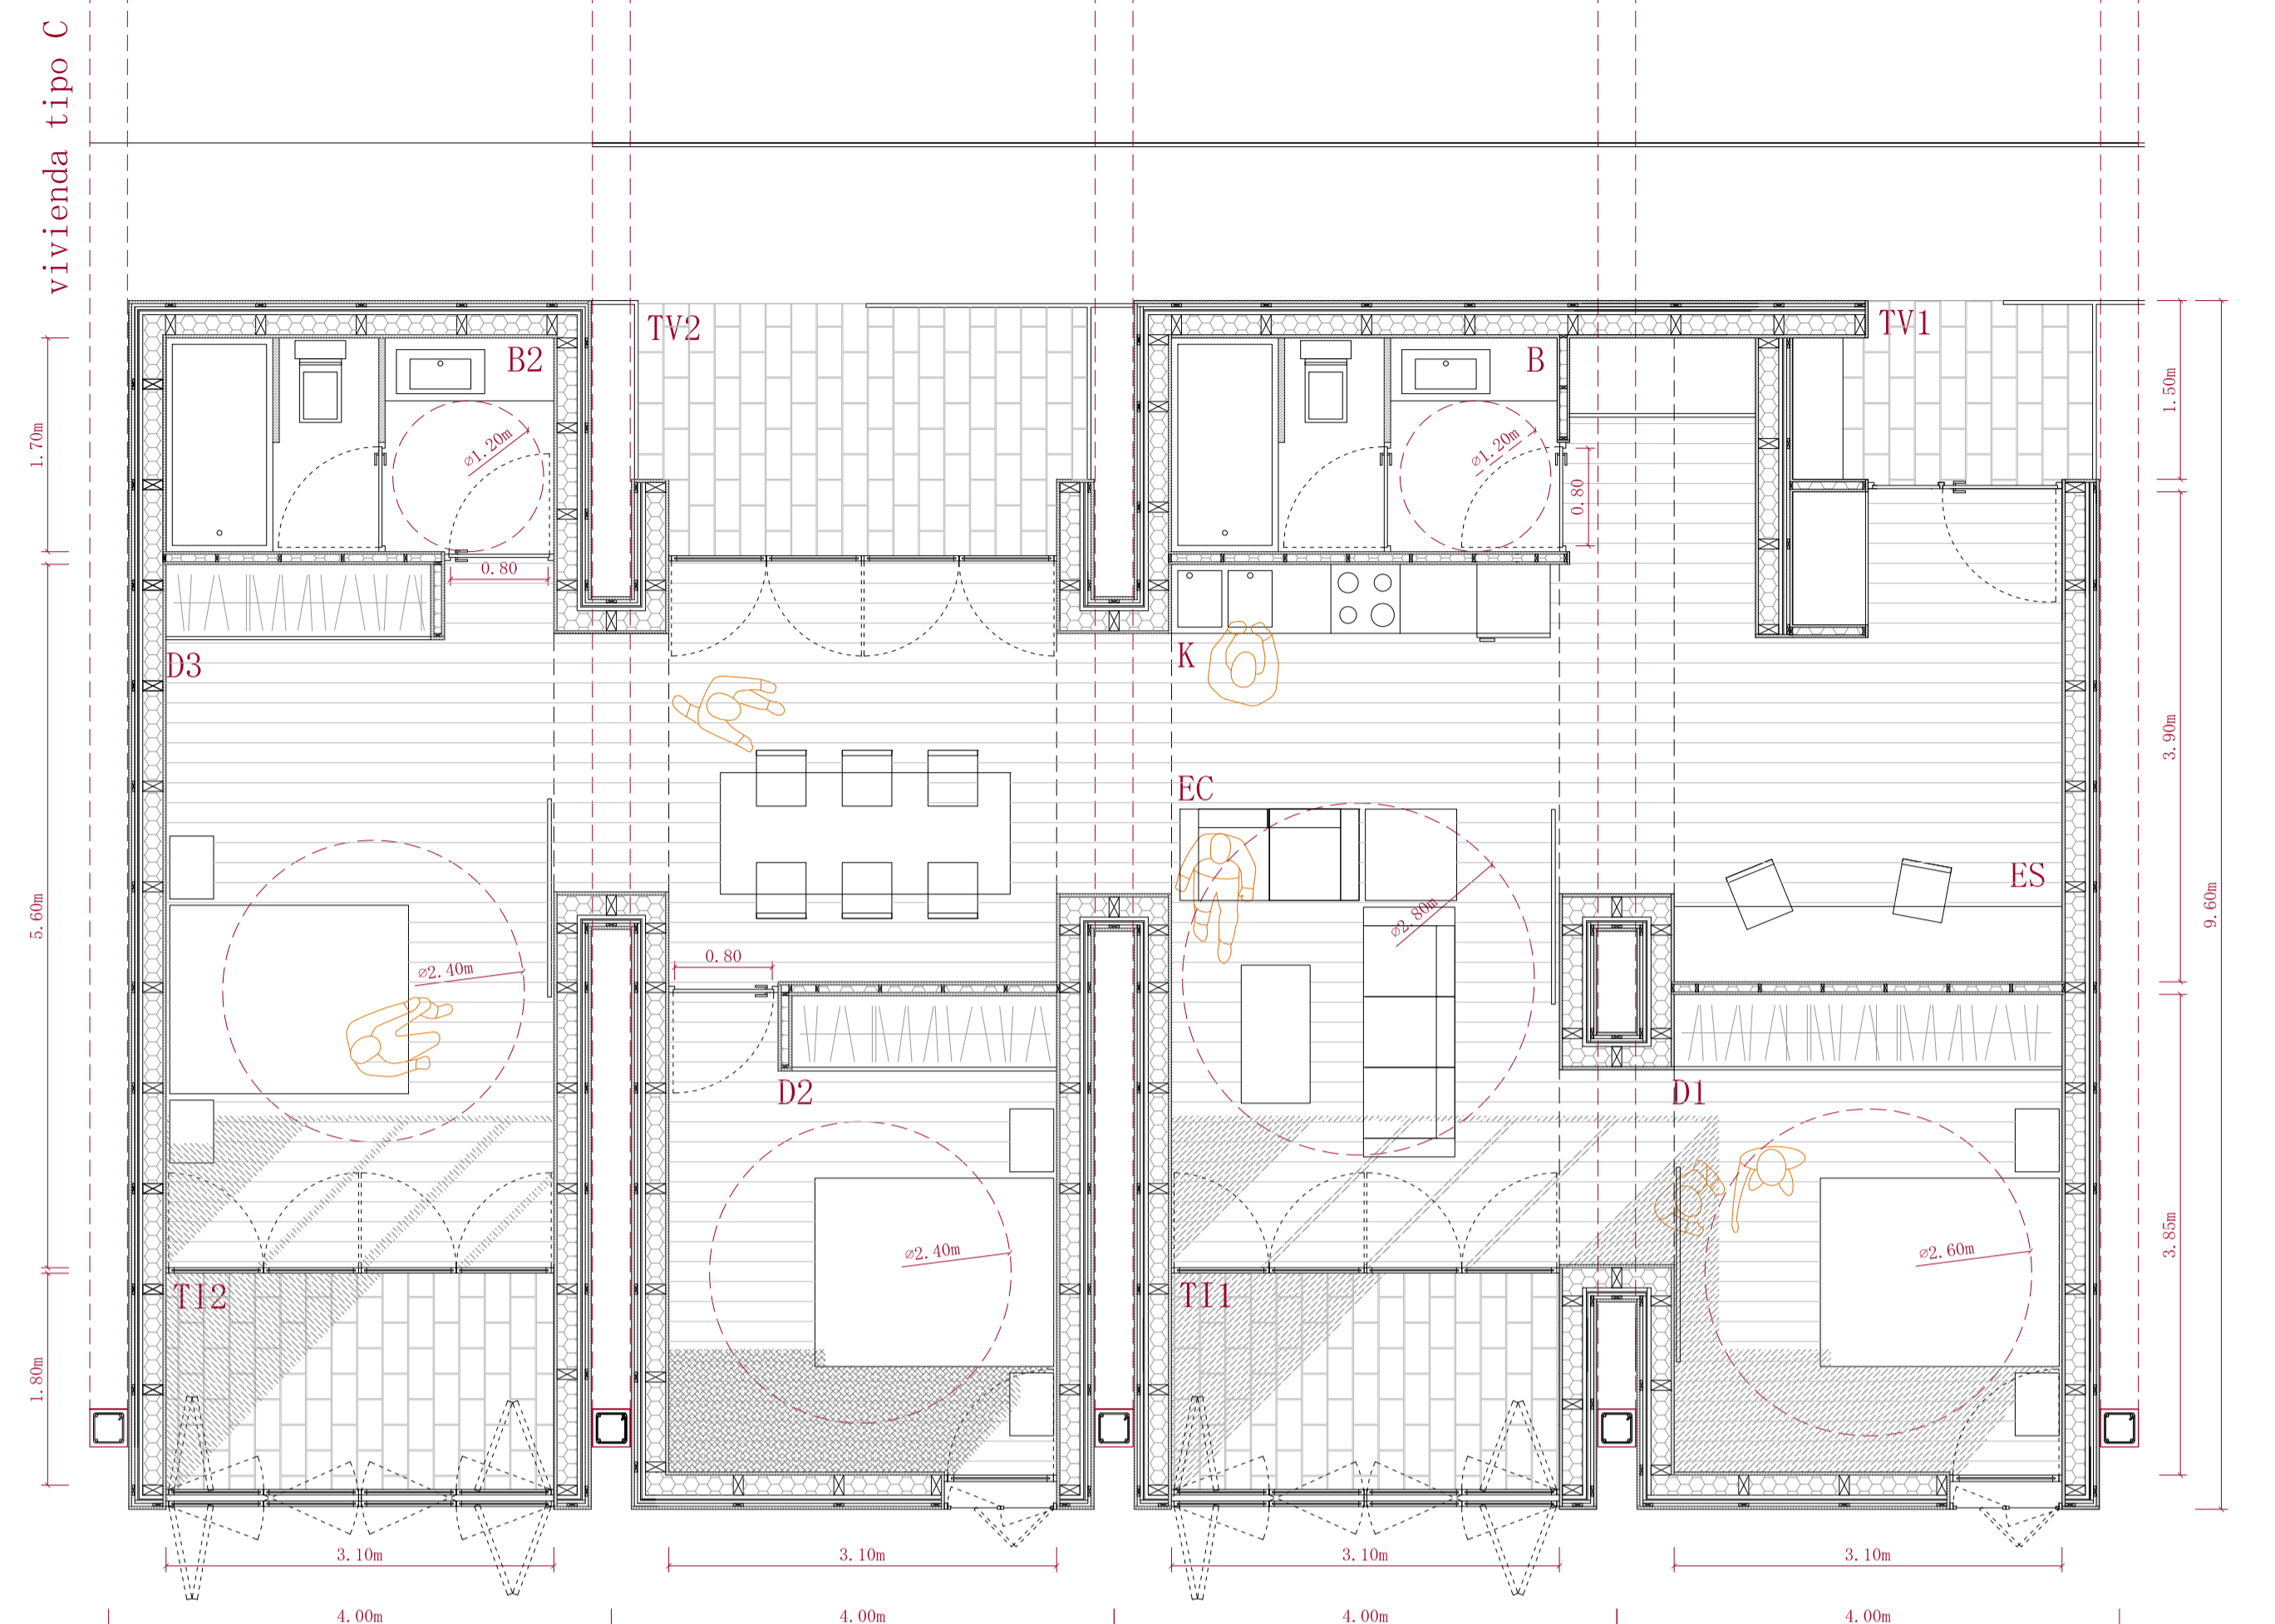 vivienda tipo C
TV2
TV1
B2
B
1.50m
1.70m
ø1.20m
ø1.20m
0.80
0.80
D3
K
3.90m
EC
ES
9.60m
5.60m
ø2.80m
0.80
ø2.40m
D2
D1
3.85m
ø2.40m
ø2.60m
TI2
TI1
1.80m
3.10m
3.10m
3.10m
3.10m
4.00m
4.00m
4.00m
4.00m